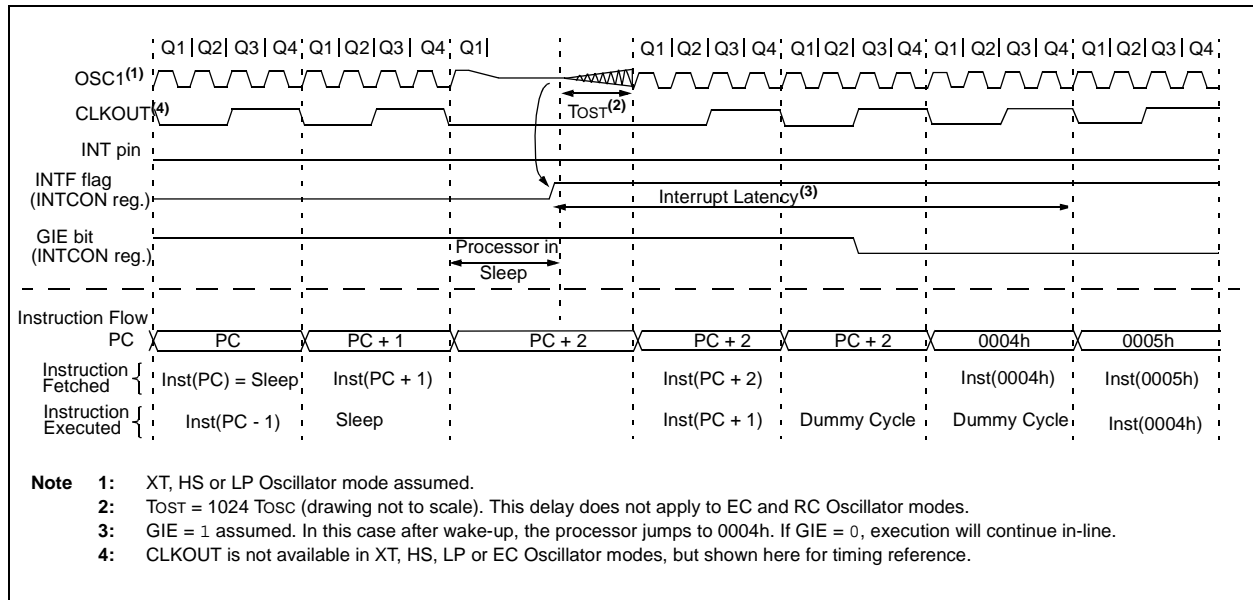 Q1 Q2 Q3 Q4 Q1 Q2 Q3 Q4 Q1 Q1 Q2 Q3 Q4 Q1 Q2 Q3 Q4 Q1 Q2 Q3 Q4 Q1 Q2 Q3 Q4
OSC1(1)
TOST(2)
CLKOUT(4)
INT pin
INTF flag
(INTCON reg.)
Interrupt Latency(3)
GIE bit
(INTCON reg.)
Processor in
Sleep
Instruction Flow
PC PC PC + 1 PC + 2 PC + 2 PC + 2 0004h 0005h
Instruction
Fetched { Inst(PC) = Sleep Inst(PC + 1) Inst(PC + 2) Inst(0004h) Inst(0005h)
Instruction
Executed { Inst(PC - 1) Sleep Inst(PC + 1) Dummy Cycle Dummy Cycle Inst(0004h)
Note 1: XT, HS or LP Oscillator mode assumed.
2: TOST = 1024 TOSC (drawing not to scale). This delay does not apply to EC and RC Oscillator modes.
3: GIE = 1 assumed. In this case after wake-up, the processor jumps to 0004h. If GIE = 0, execution will continue in-line.
4: CLKOUT is not available in XT, HS, LP or EC Oscillator modes, but shown here for timing reference.